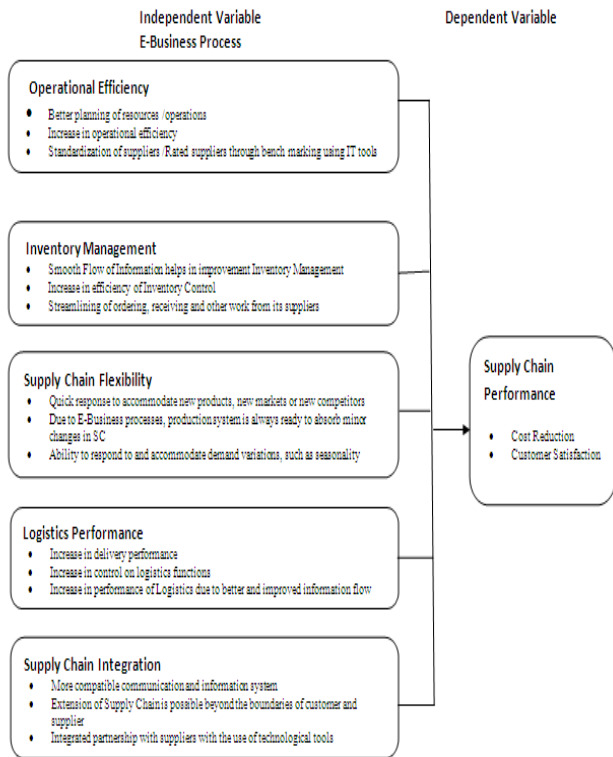 Independent Variable
E-Business Process
Dependent Variable
Operational Efficiency
• Better planning of resources /operations
• Increase in operational efficiency
• Standardization of suppliers /Rated suppliers through bench marking using IT tools
Inventory Management
• Smooth Flow of Information helps in improvement Inventory Management
• Increase in efficiency of Inventory Control
• Streamlining of ordering, receiving and other work from its suppliers
Supply Chain Flexibility
• Quick response to accommodate new products, new markets or new competitors
• Due to E-Business processes, production system is always ready to absorb minor
changes in SC
• Ability to respond to and accommodate demand variations, such as seasonality
Logistics Performance
• Increase in delivery performance
• Increase in control on logistics functions
• Increase in performance of Logistics due to better and improved information flow
Supply Chain Integration
• More compatible communication and information system
• Extension of Supply Chain is possible beyond the boundaries of customer and
supplier
• Integrated partnership with suppliers with the use of technological tools
Supply Chain
Performance
• Cost Reduction
• Customer Satisfaction